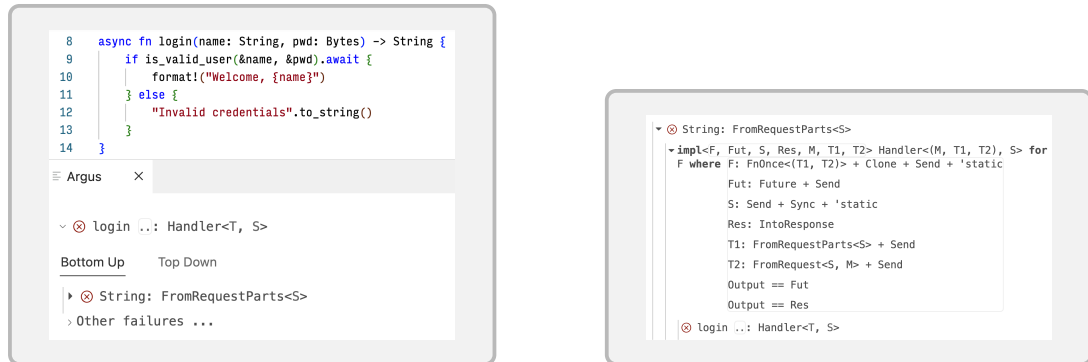 8 async fn login(name: String, pwd: Bytes) -> String {
9 if is_valid_user(&name, &pwd).await {
10 format!("Welcome, {name}")
11 } else {
12 "Invalid credentials".to_string()
13 }
14 }
Argus ×
login ..: Handler<T, S>
Bottom Up Top Down
String: FromRequestParts<S>
Other failures ...
String: FromRequestParts<S>
impl<F, Fut, S, Res, M, T1, T2> Handler<(M, T1, T2), S> for
F where F: FnOnce<(T1, T2)> + Clone + Send + 'static
Fut: Future + Send
S: Send + Sync + 'static
Res: IntoResponse
T1: FromRequestParts<S> + Send
T2: FromRequest<S, M> + Send
Output == Fut
Output == Res
login ..: Handler<T, S>